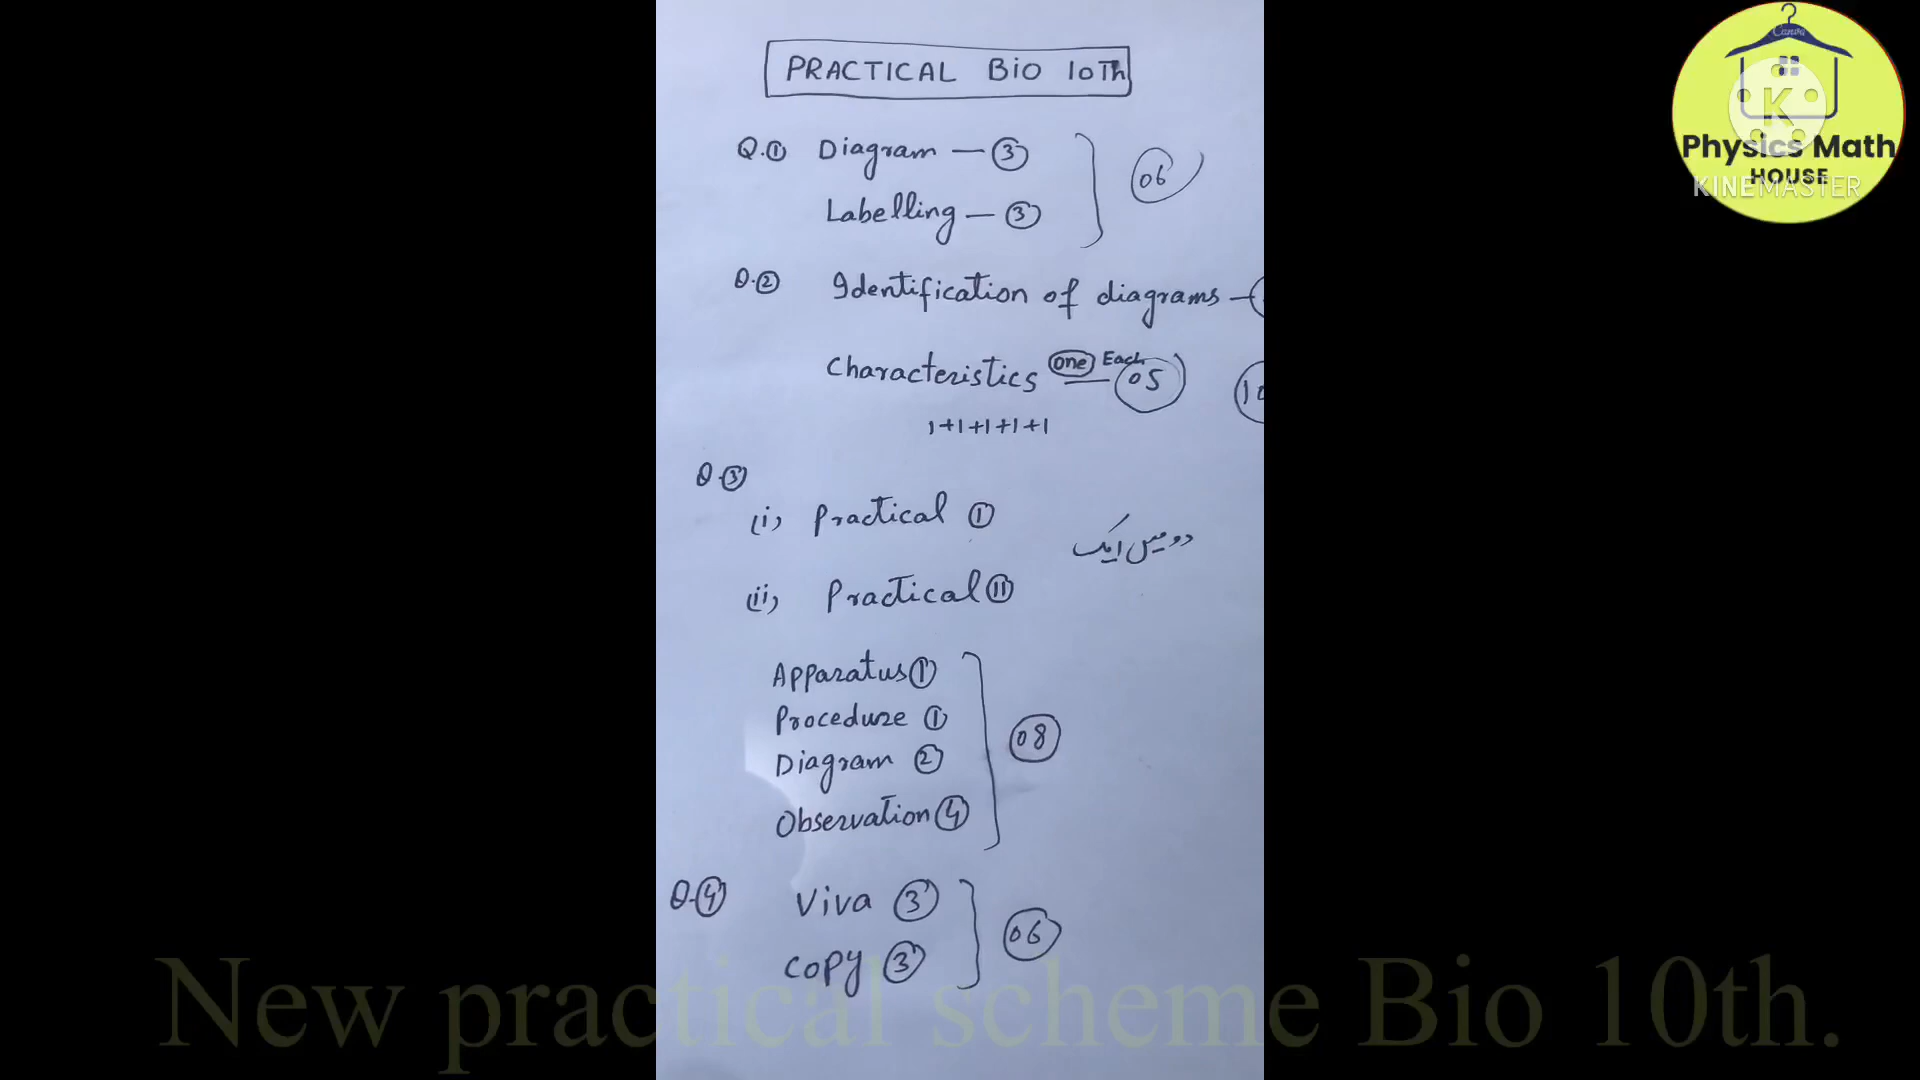 PRACTICAL BiO 10Th
Q.① Diagram — ③
06
Labelling — ③
Q.② Identification of diagrams —
Characteristics one Each 05
1+1+1+1+1
Q.③
(i) Practical ①
دو میں ایک
(ii) Practical ⑪
Apparatus ①
Procedure ①
08
Diagram ②
Observation ④
Q.④ Viva ③
06
Copy ③
New practical scheme Bio 10th.
Canva
K
Physics Math
HOUSE
KINEMASTER